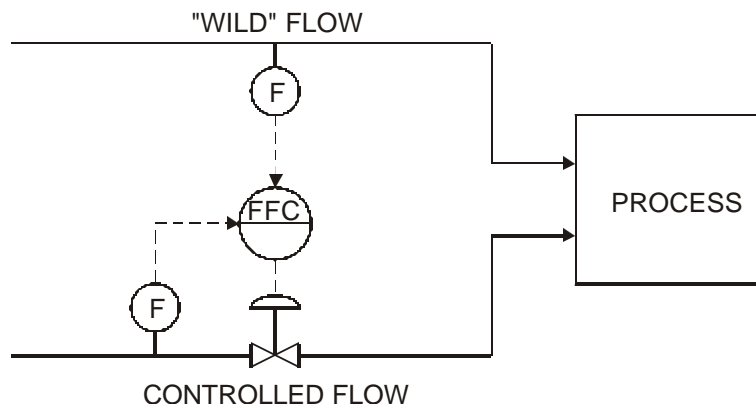 "WILD" FLOW
F
FFC
PROCESS
F
CONTROLLED FLOW